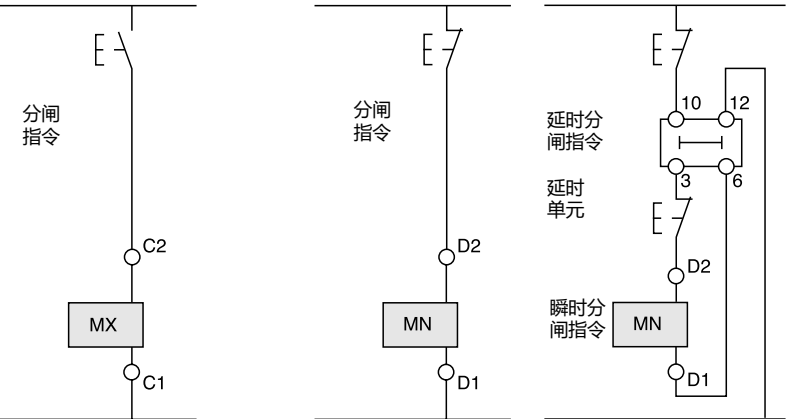 分闸
指令
C2
MX
C1
分闸
指令
D2
MN
D1
10
12
延时分
闸指令
3
6
延时
单元
D2
瞬时分
闸指令
MN
D1